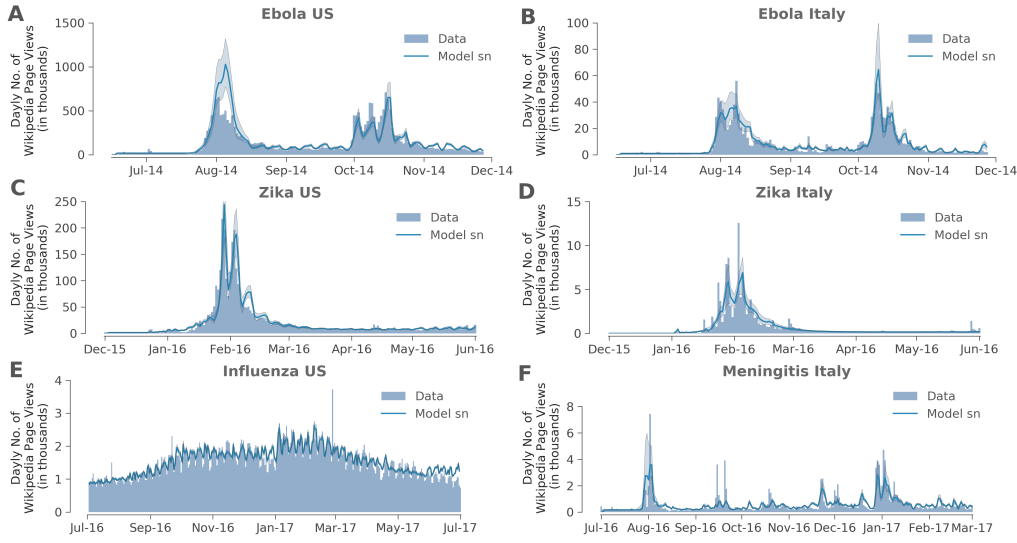 A
Ebola US
Dayly No. of
Wikipedia Page Views
(in thousands)
1500
1000
500
0
Data
Model sn
Jul-14
Aug-14
Sep-14
Oct-14
Nov-14
Dec-14
B
Ebola Italy
Dayly No. of
Wikipedia Page Views
(in thousands)
100
80
60
40
20
0
Data
Model sn
Jul-14
Aug-14
Sep-14
Oct-14
Nov-14
Dec-14
C
Zika US
Dayly No. of
Wikipedia Page Views
(in thousands)
250
200
150
100
50
0
Data
Model sn
Dec-15
Jan-16
Feb-16
Mar-16
Apr-16
May-16
Jun-16
D
Zika Italy
Dayly No. of
Wikipedia Page Views
(in thousands)
15
10
5
0
Data
Model sn
Dec-15
Jan-16
Feb-16
Mar-16
Apr-16
May-16
Jun-16
E
Influenza US
Dayly No. of
Wikipedia Page Views
(in thousands)
4
3
2
1
0
Data
Model sn
Jul-16
Sep-16
Nov-16
Jan-17
Mar-17
May-17
Jul-17
F
Meningitis Italy
Dayly No. of
Wikipedia Page Views
(in thousands)
8
6
4
2
0
Data
Model sn
Jul-16
Aug-16
Sep-16
Oct-16
Nov-16
Dec-16
Jan-17
Feb-17
Mar-17